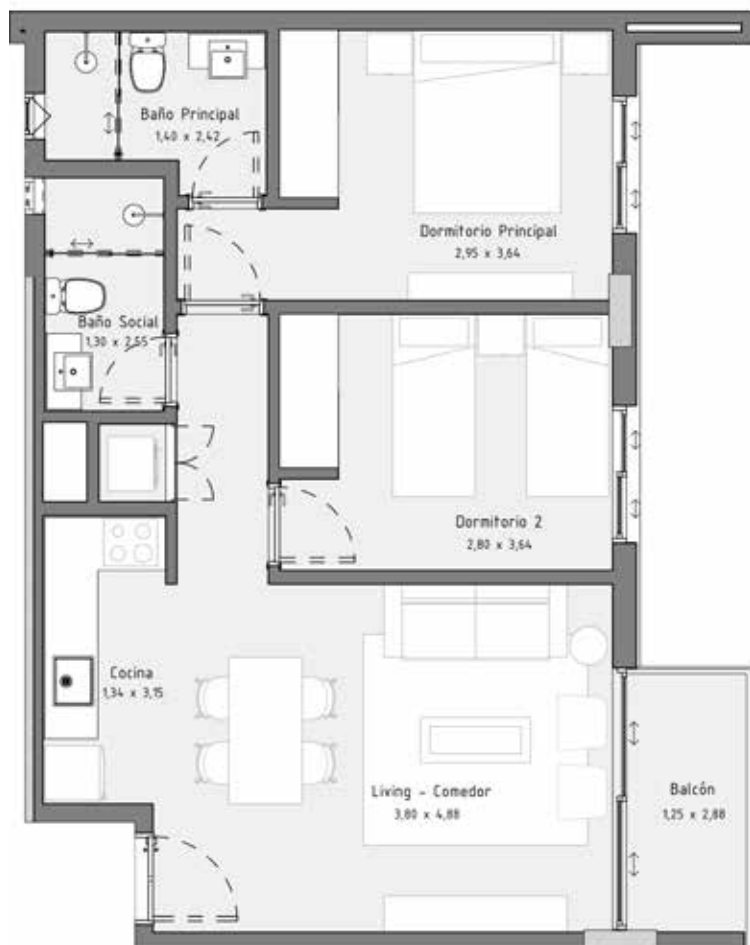 Baño Principal
1,40 x 2,42
Dormitorio Principal
2,95 x 3,64
Baño Social
1,30 x 2,55
Dormitorio 2
2,80 x 3,64
Cocina
1,34 x 3,15
Living - Comedor
3,80 x 4,88
Balcón
1,25 x 2,88